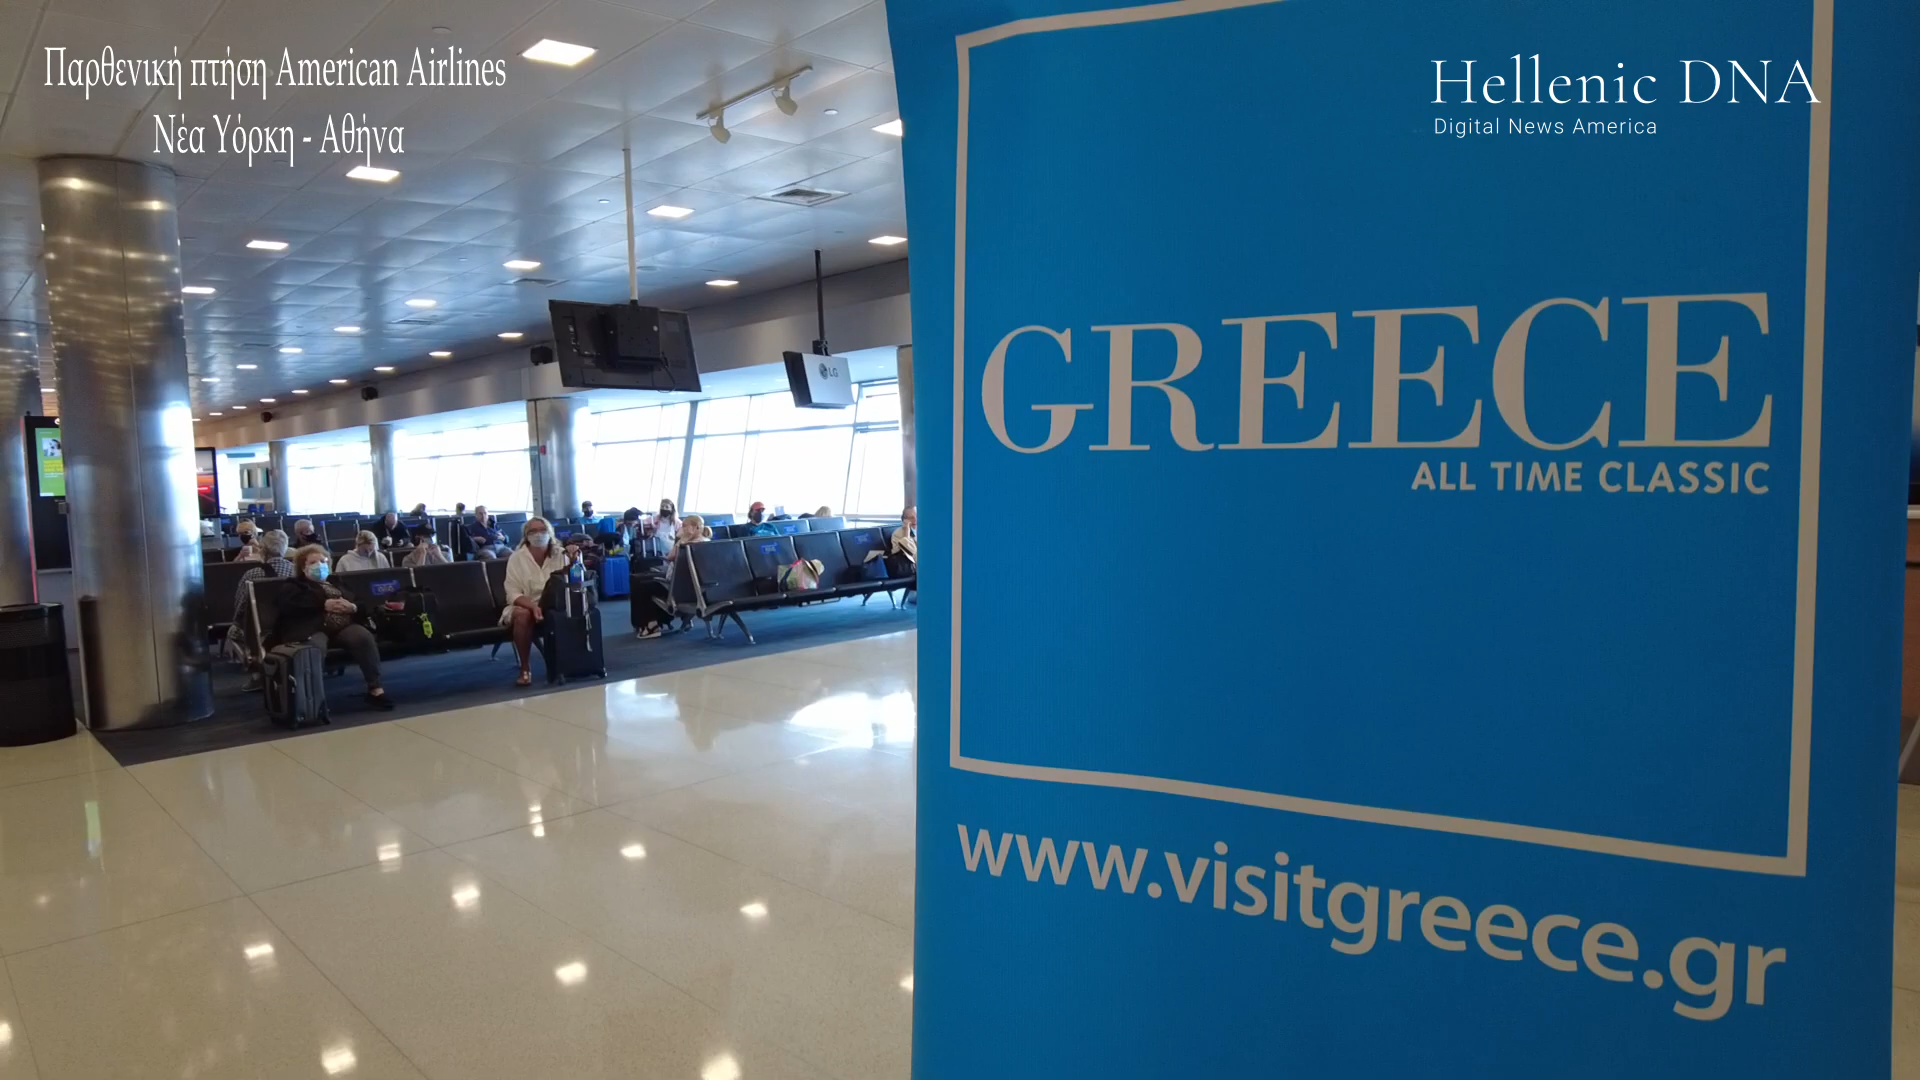 Παρθενική πτήση American Airlines
Νέα Υόρκη - Αθήνα
Hellenic DNA
Digital News America
GREECE
ALL TIME CLASSIC
www.visitgreece.gr
LG